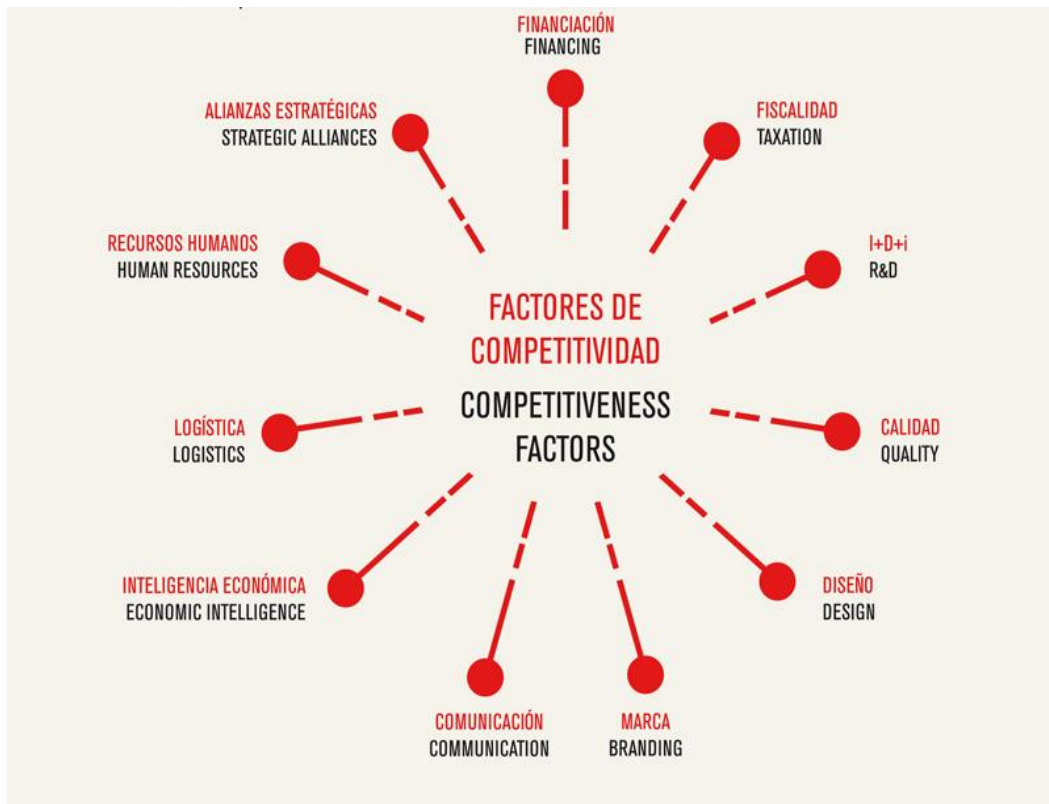 FINANCIACIÓN
FINANCING
ALIANZAS ESTRATÉGICAS
STRATEGIC ALLIANCES
FISCALIDAD
TAXATION
RECURSOS HUMANOS
HUMAN RESOURCES
I+D+i
R&D
FACTORES DE
COMPETITIVIDAD
COMPETITIVENESS
FACTORS
LOGÍSTICA
LOGISTICS
CALIDAD
QUALITY
INTELIGENCIA ECONÓMICA
ECONOMIC INTELLIGENCE
DISEÑO
DESIGN
COMUNICACIÓN
COMMUNICATION
MARCA
BRANDING